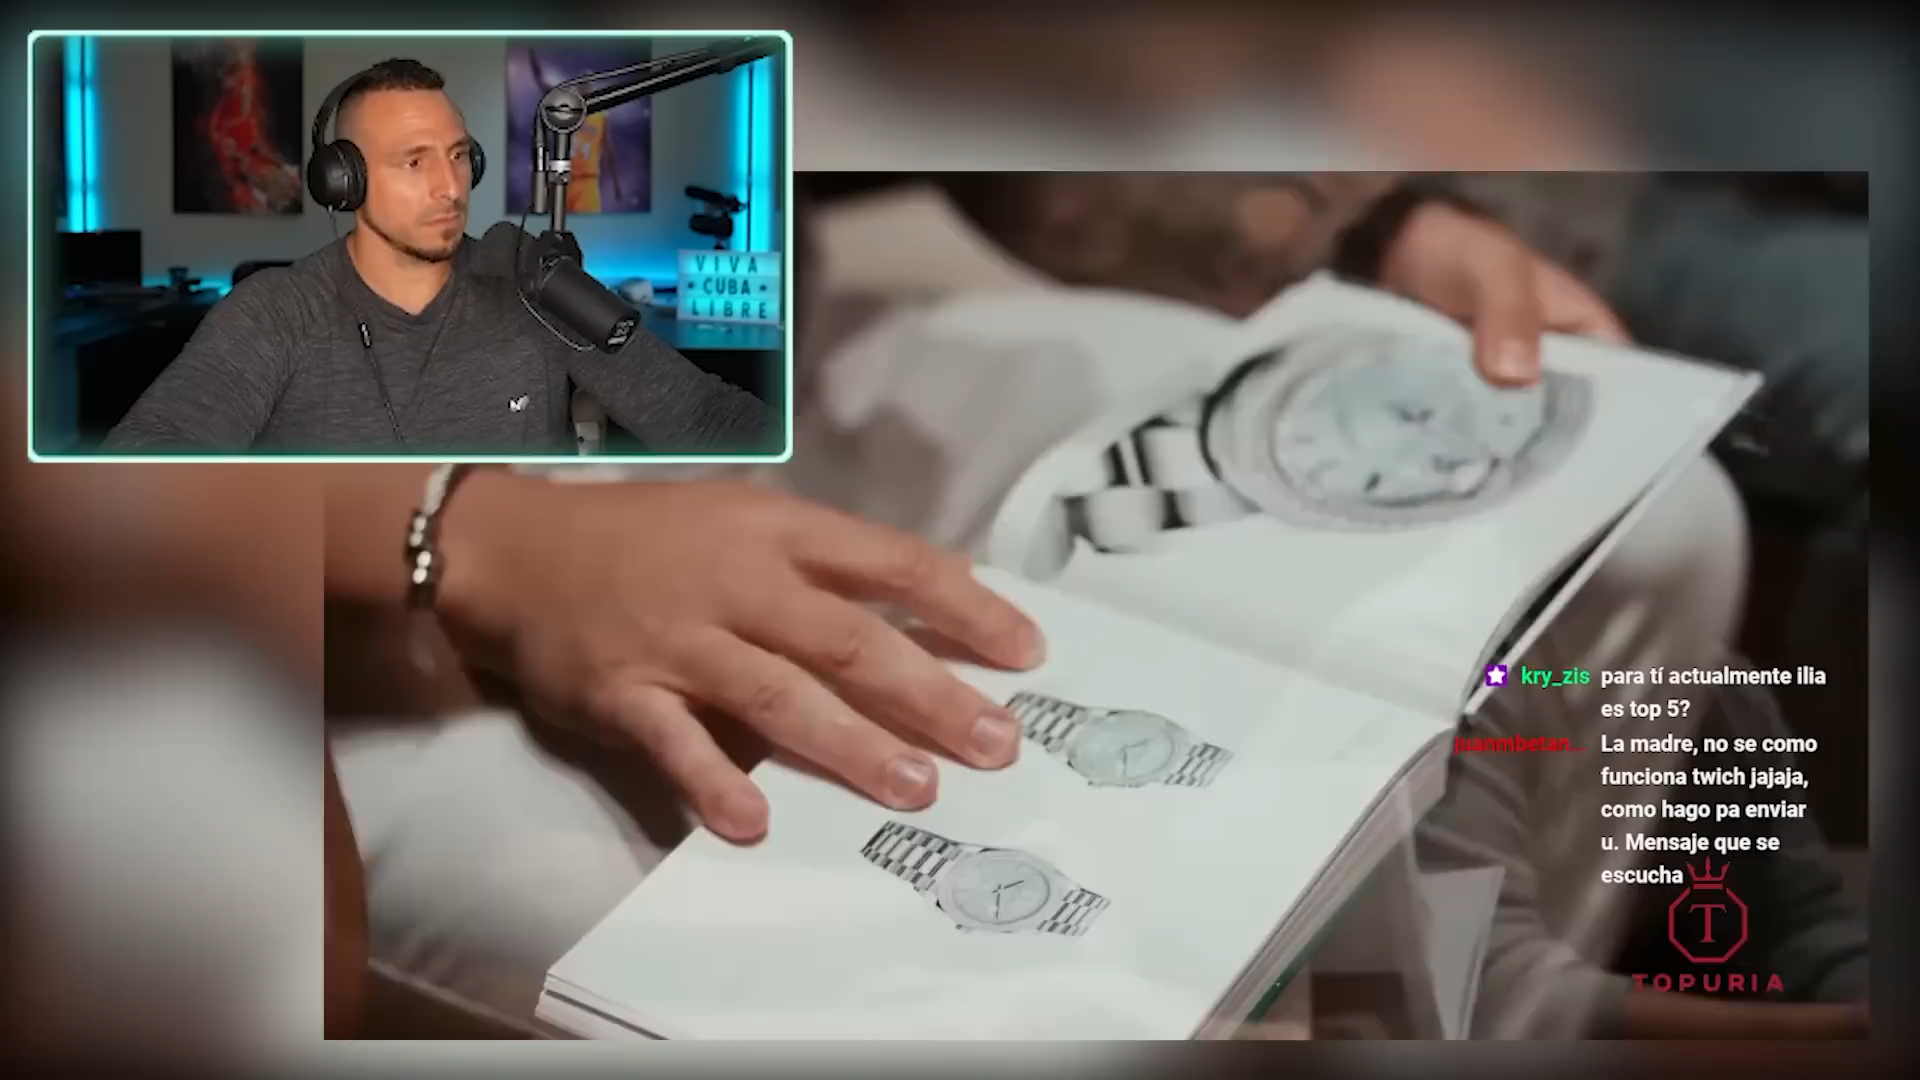 VIVA
CUBA
LIBRE
kry_zis para tí actualmente ilia
es top 5?
juanmbetan... La madre, no se como
funciona twich jajaja,
como hago pa enviar
u. Mensaje que se
escucha
T
TOPURIA